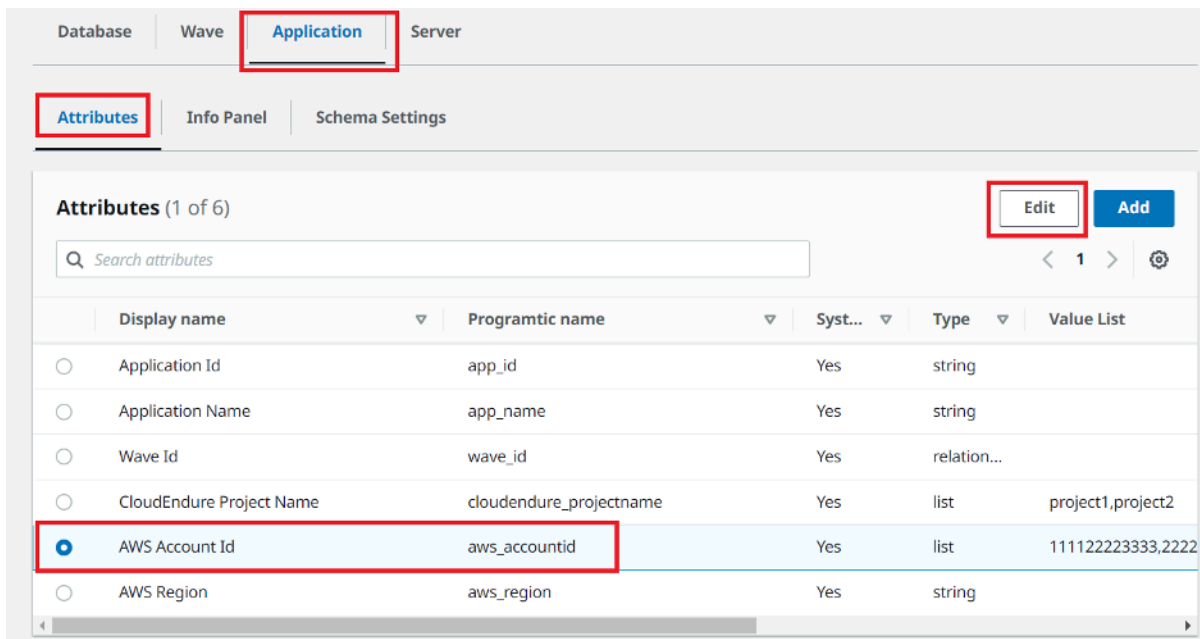 Database Wave Application Server
Attributes Info Panel Schema Settings
Attributes (1 of 6) Edit Add
Search attributes 1
Display name Programtic name Syst... Type Value List
Application Id app_id Yes string
Application Name app_name Yes string
Wave Id wave_id Yes relation...
CloudEndure Project Name cloudendure_projectname Yes list project1,project2
AWS Account Id aws_accountid Yes list 111122223333,2222
AWS Region aws_region Yes string